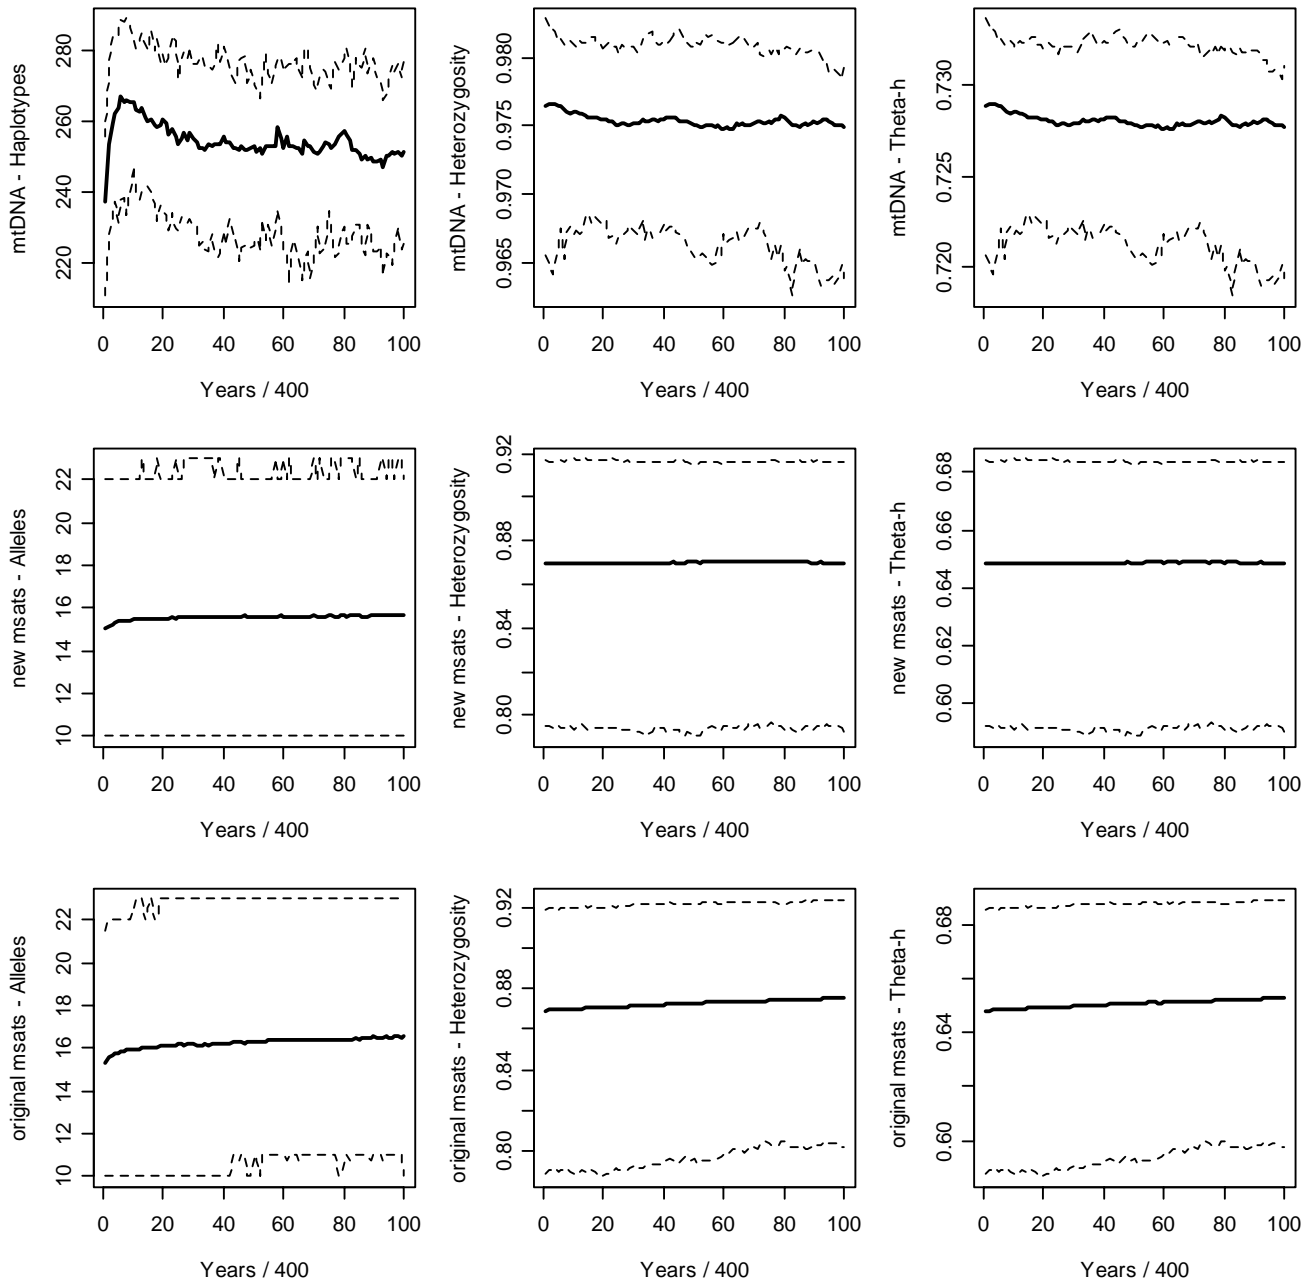 mtDNA - Haplotypes
220 240 260 280
0 20 40 60 80 100
Years / 400
mtDNA - Heterozygosity
0.965 0.970 0.975 0.980
0 20 40 60 80 100
Years / 400
mtDNA - Theta-h
0.720 0.725 0.730
0 20 40 60 80 100
Years / 400
new msats - Alleles
10 12 14 16 18 20 22
0 20 40 60 80 100
Years / 400
new msats - Heterozygosity
0.80 0.84 0.88 0.92
0 20 40 60 80 100
Years / 400
new msats - Theta-h
0.60 0.62 0.64 0.66 0.68
0 20 40 60 80 100
Years / 400
original msats - Alleles
10 12 14 16 18 20 22
0 20 40 60 80 100
Years / 400
original msats - Heterozygosity
0.80 0.84 0.88 0.92
0 20 40 60 80 100
Years / 400
original msats - Theta-h
0.60 0.64 0.68
0 20 40 60 80 100
Years / 400